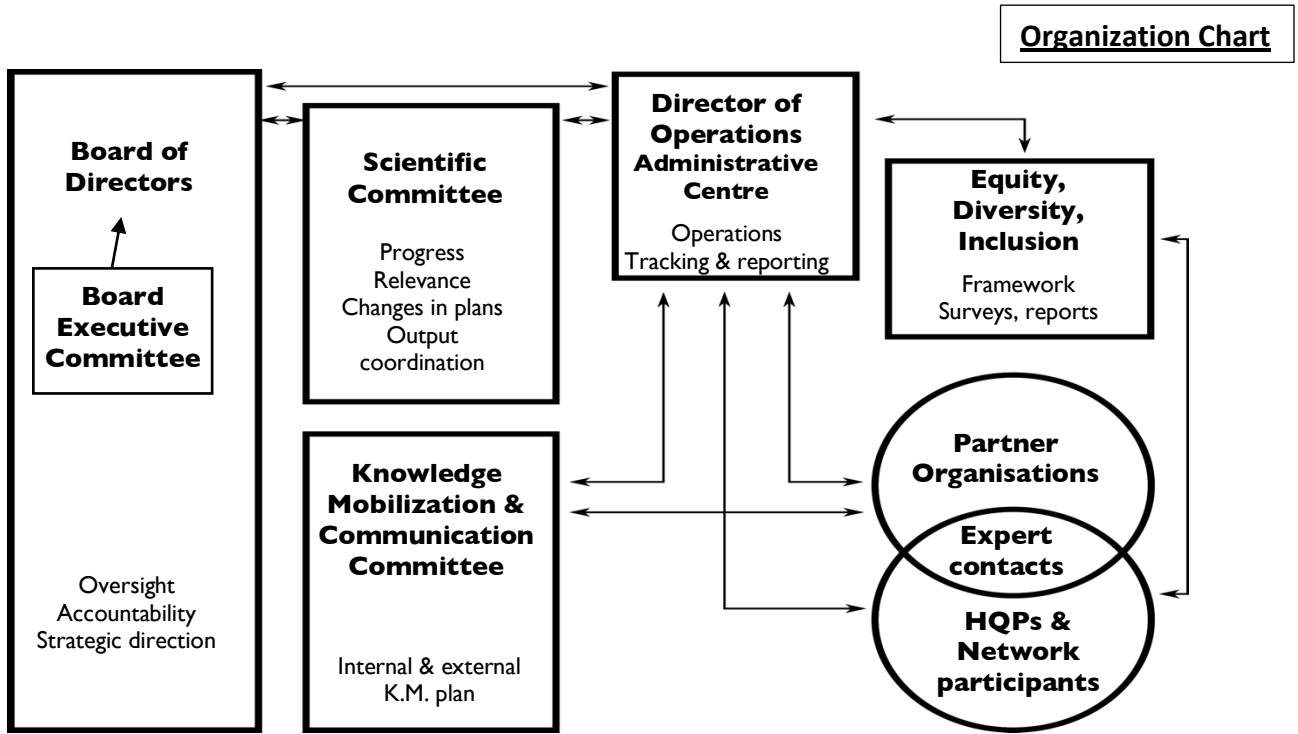 Organization Chart
Board of
Directors
Board
Executive
Committee
Oversight
Accountability
Strategic direction
Scientific
Committee
Progress
Relevance
Changes in plans
Output
coordination
Knowledge
Mobilization &
Communication
Committee
Internal & external
K.M. plan
Director of
Operations
Administrative
Centre
Operations
Tracking & reporting
Equity,
Diversity,
Inclusion
Framework
Surveys, reports
Partner
Organisations
Expert
contacts
HQPs &
Network
participants